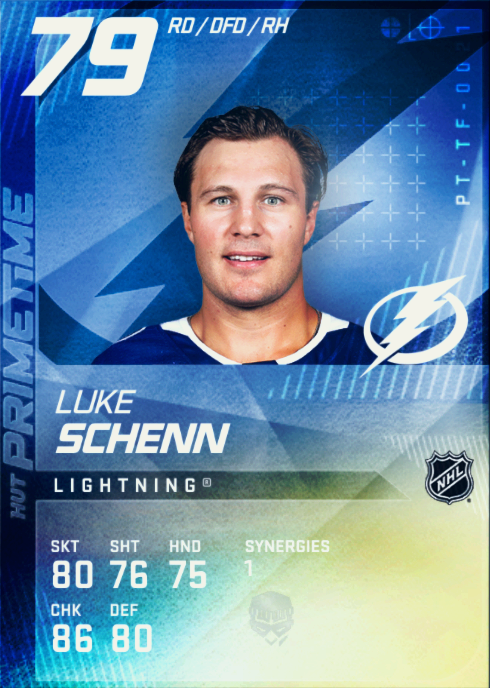 79
RD / DFD / RH
PT-TF-0021
HUT PRIMETIME
LUKE
SCHENN
LIGHTNING®
NHL
SKT SHT HND SYNERGIES
80 76 75 1
CHK DEF
86 80